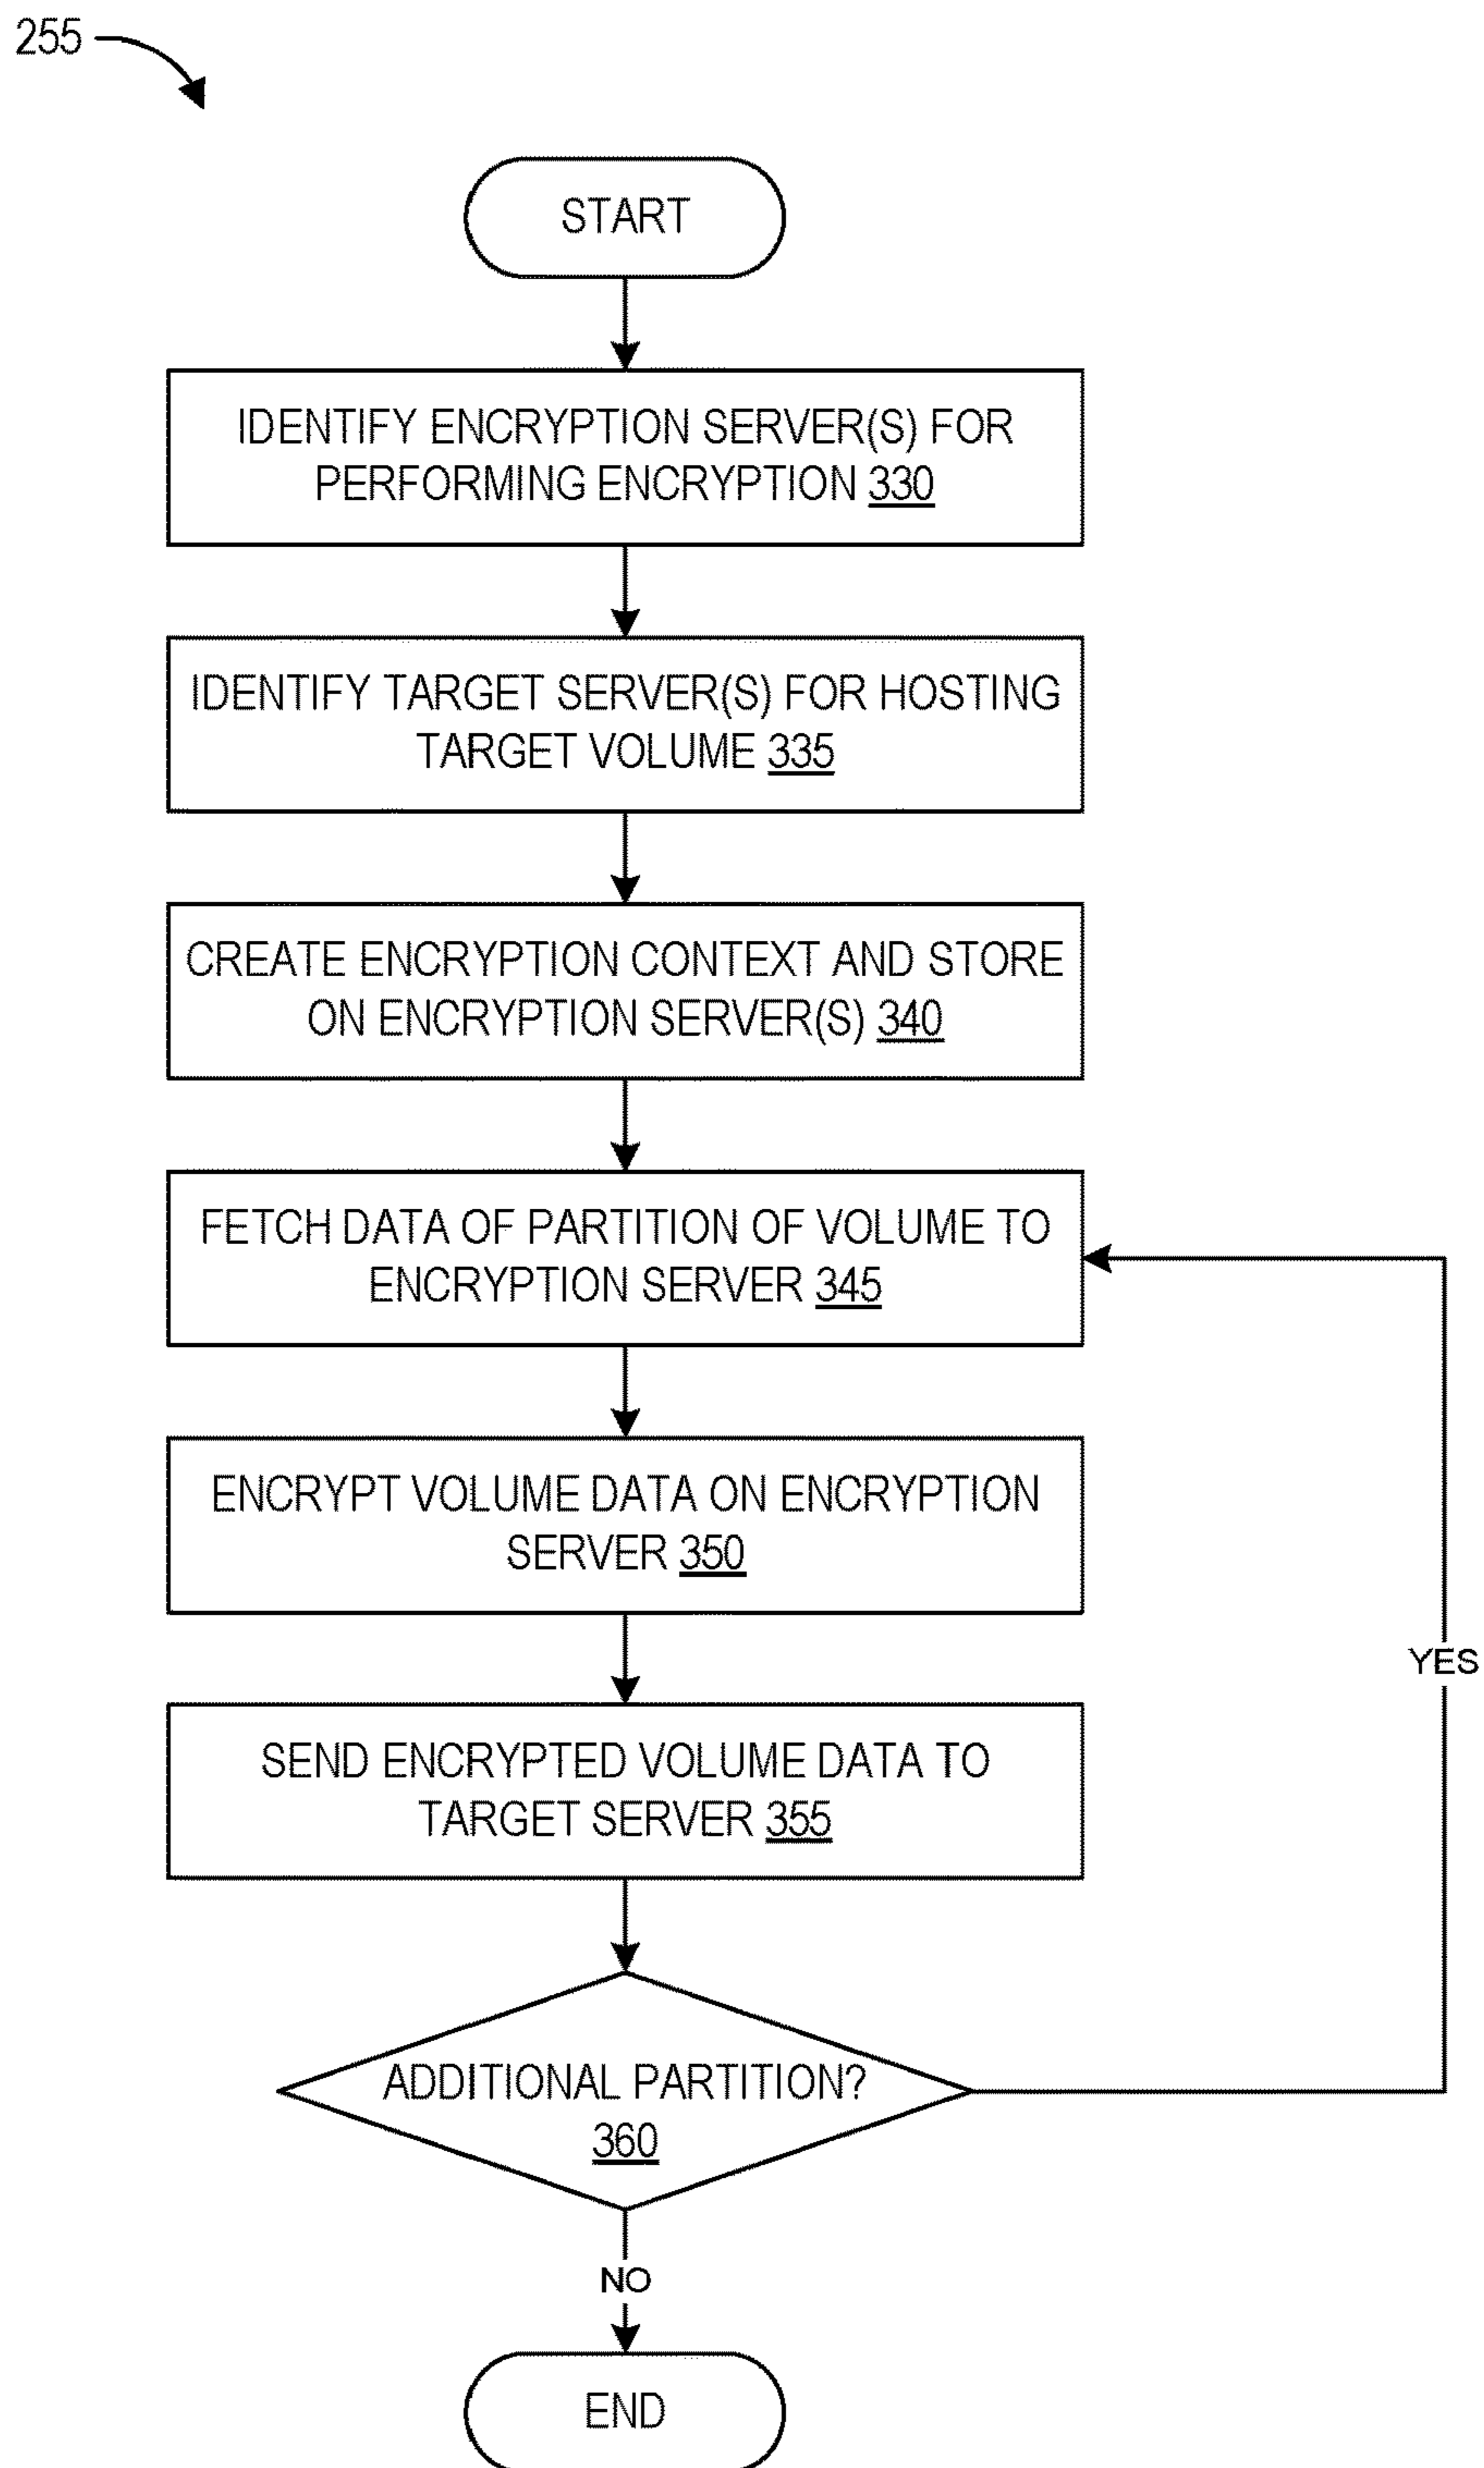 255
START
IDENTIFY ENCRYPTION SERVER(S) FOR
PERFORMING ENCRYPTION 330
IDENTIFY TARGET SERVER(S) FOR HOSTING
TARGET VOLUME 335
CREATE ENCRYPTION CONTEXT AND STORE
ON ENCRYPTION SERVER(S) 340
FETCH DATA OF PARTITION OF VOLUME TO
ENCRYPTION SERVER 345
ENCRYPT VOLUME DATA ON ENCRYPTION
SERVER 350
YES
SEND ENCRYPTED VOLUME DATA TO
TARGET SERVER 355
ADDITIONAL PARTITION?
360
NO
END